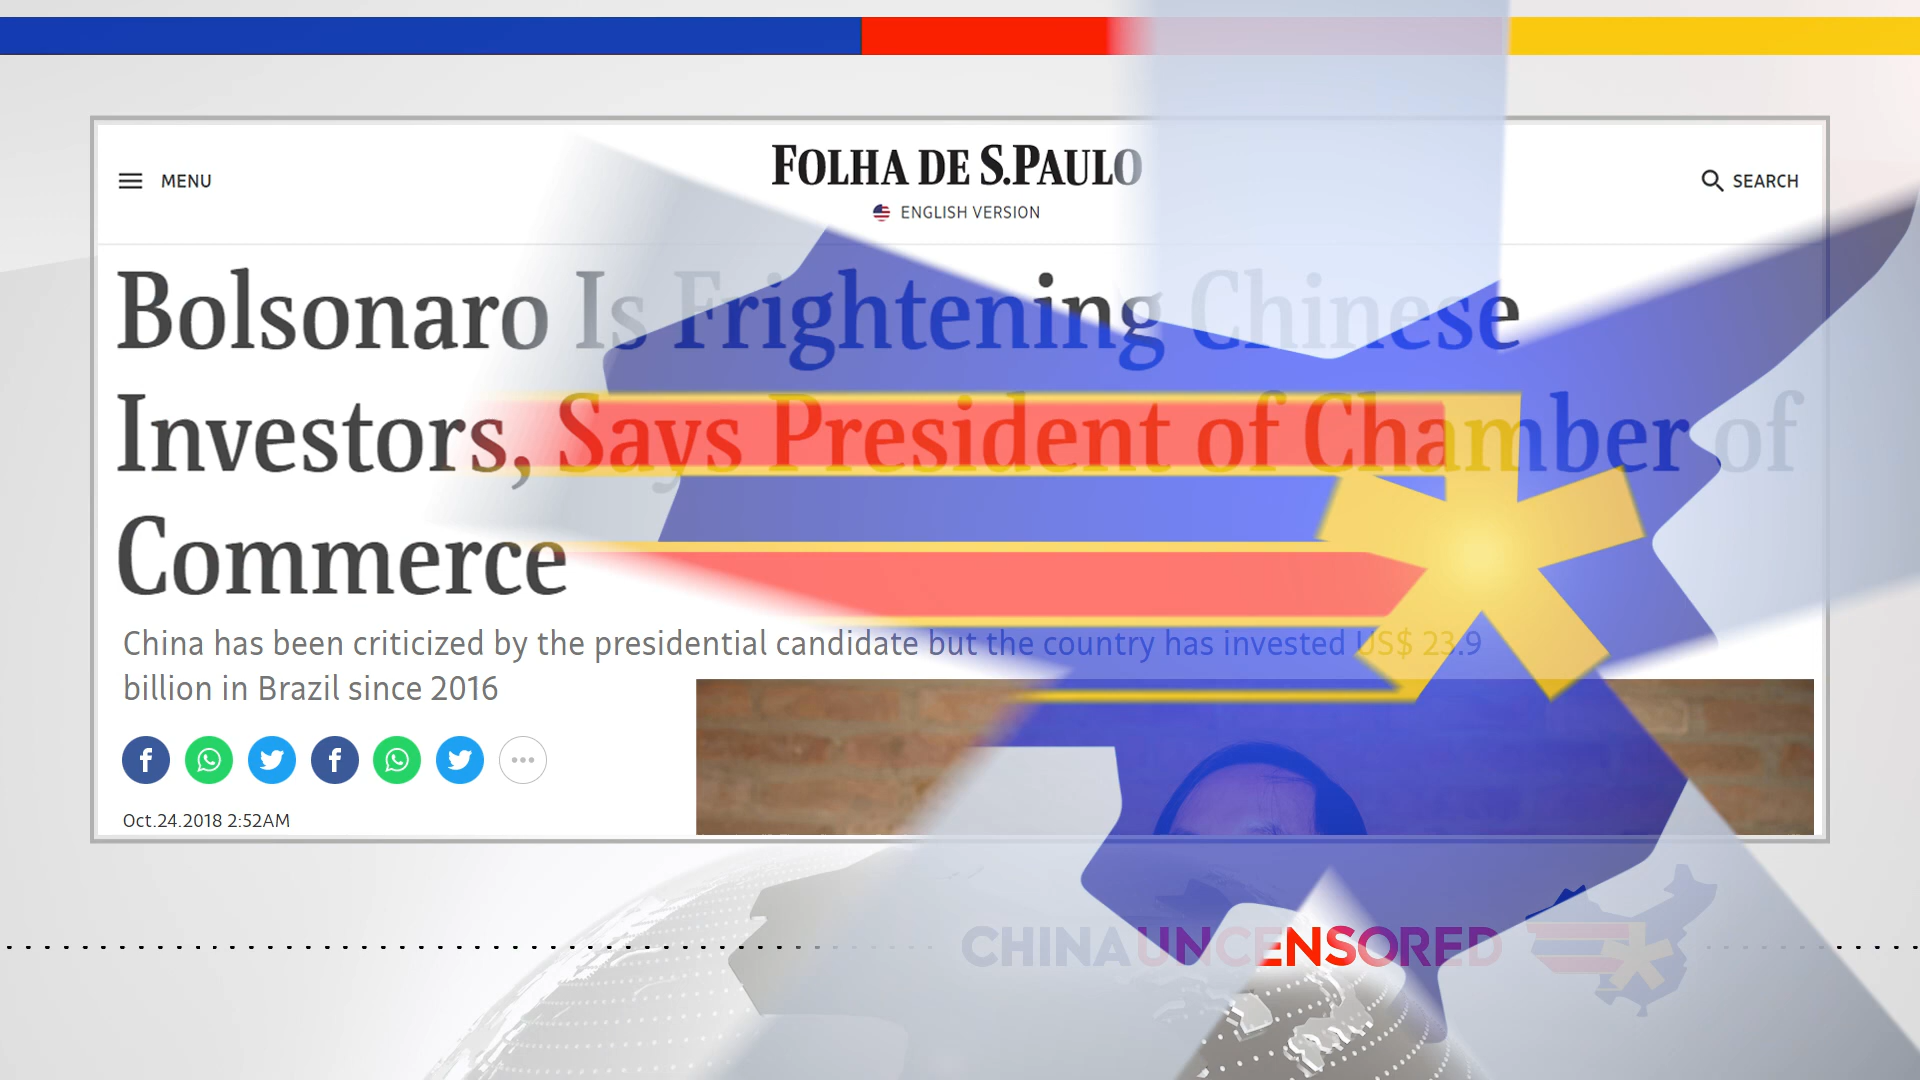 MENU
FOLHA DE S.PAULO
SEARCH
ENGLISH VERSION
Bolsonaro Is Frightening Chinese
Investors, Says President of Chamber of
Commerce
China has been criticized by the presidential candidate but the country has invested US$ 23.9
billion in Brazil since 2016
Oct.24.2018 2:52AM
CHINAUNCENSORED